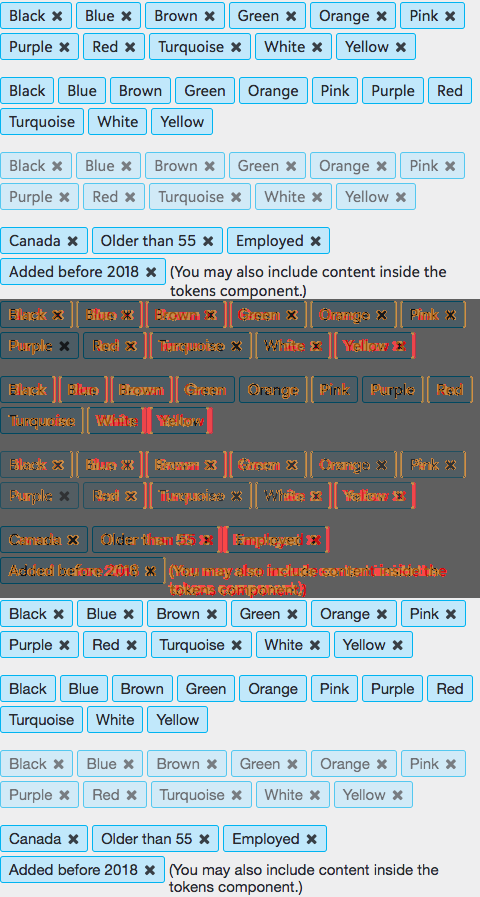 Black ✖ Blue ✖ Brown ✖ Green ✖ Orange ✖ Pink ✖
Purple ✖ Red ✖ Turquoise ✖ White ✖ Yellow ✖
Black Blue Brown Green Orange Pink Purple Red
Turquoise White Yellow
Black ✖ Blue ✖ Brown ✖ Green ✖ Orange ✖ Pink ✖
Purple ✖ Red ✖ Turquoise ✖ White ✖ Yellow ✖
Canada ✖ Older than 55 ✖ Employed ✖
Added before 2018 ✖ (You may also include content inside the
tokens component.)
Black ✖ Blue ✖ Brown ✖ Green ✖ Orange ✖ Pink ✖
Purple ✖ Red ✖ Turquoise ✖ White ✖ Yellow ✖
Black Blue Brown Green Orange Pink Purple Red
Turquoise White Yellow
Black ✖ Blue ✖ Brown ✖ Green ✖ Orange ✖ Pink ✖
Purple ✖ Red ✖ Turquoise ✖ White ✖ Yellow ✖
Canada ✖ Older than 55 ✖ Employed ✖
Added before 2018 ✖ (You may also include content inside the
tokens component.)
Black ✖ Blue ✖ Brown ✖ Green ✖ Orange ✖ Pink ✖
Purple ✖ Red ✖ Turquoise ✖ White ✖ Yellow ✖
Black Blue Brown Green Orange Pink Purple Red
Turquoise White Yellow
Black ✖ Blue ✖ Brown ✖ Green ✖ Orange ✖ Pink ✖
Purple ✖ Red ✖ Turquoise ✖ White ✖ Yellow ✖
Canada ✖ Older than 55 ✖ Employed ✖
Added before 2018 ✖ (You may also include content inside the
tokens component.)